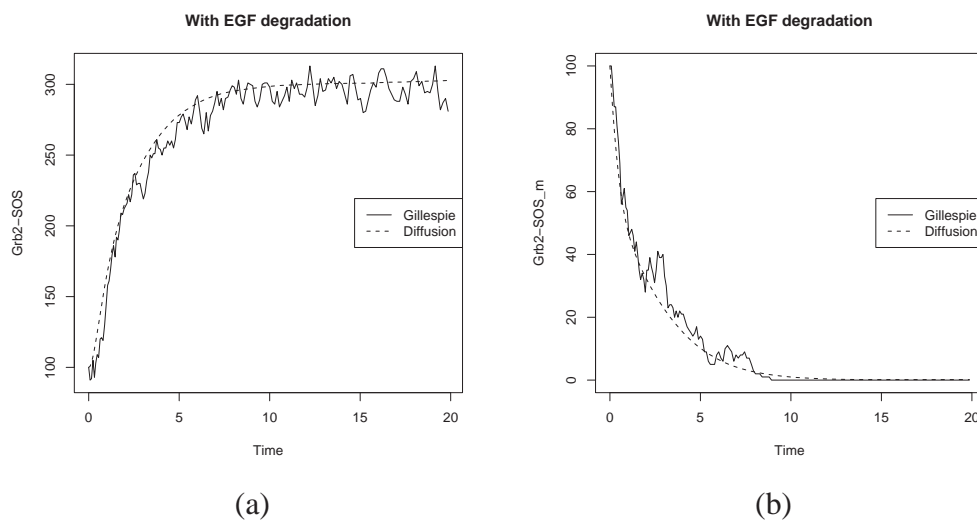 With EGF degradation
Grb2−SOS
300
250
200
150
100
Gillespie
Diffusion
0 5 10 15 20
Time
(a)
With EGF degradation
Grb2−SOS_m
100
80
60
40
20
0
Gillespie
Diffusion
0 5 10 15 20
Time
(b)